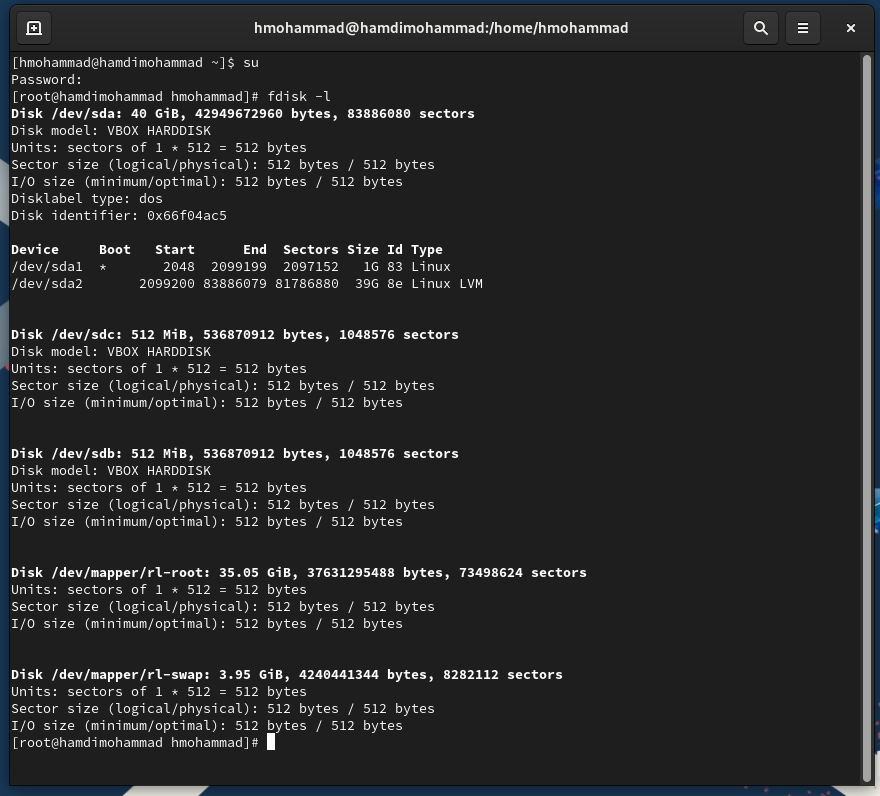 hmohammad@hamdimohammad:/home/hmohammad
[hmohammad@hamdimohammad ~]$ su
Password:
[root@hamdimohammad hmohammad]# fdisk -l
Disk /dev/sda: 40 GiB, 42949672960 bytes, 83886080 sectors
Disk model: VBOX HARDDISK
Units: sectors of 1 * 512 = 512 bytes
Sector size (logical/physical): 512 bytes / 512 bytes
I/O size (minimum/optimal): 512 bytes / 512 bytes
Disklabel type: dos
Disk identifier: 0x66f04ac5
Device     Boot   Start      End  Sectors Size Id Type
/dev/sda1  *       2048  2099199  2097152   1G 83 Linux
/dev/sda2       2099200 83886079 81786880  39G 8e Linux LVM
Disk /dev/sdc: 512 MiB, 536870912 bytes, 1048576 sectors
Disk model: VBOX HARDDISK
Units: sectors of 1 * 512 = 512 bytes
Sector size (logical/physical): 512 bytes / 512 bytes
I/O size (minimum/optimal): 512 bytes / 512 bytes
Disk /dev/sdb: 512 MiB, 536870912 bytes, 1048576 sectors
Disk model: VBOX HARDDISK
Units: sectors of 1 * 512 = 512 bytes
Sector size (logical/physical): 512 bytes / 512 bytes
I/O size (minimum/optimal): 512 bytes / 512 bytes
Disk /dev/mapper/rl-root: 35.05 GiB, 37631295488 bytes, 73498624 sectors
Units: sectors of 1 * 512 = 512 bytes
Sector size (logical/physical): 512 bytes / 512 bytes
I/O size (minimum/optimal): 512 bytes / 512 bytes
Disk /dev/mapper/rl-swap: 3.95 GiB, 4240441344 bytes, 8282112 sectors
Units: sectors of 1 * 512 = 512 bytes
Sector size (logical/physical): 512 bytes / 512 bytes
I/O size (minimum/optimal): 512 bytes / 512 bytes
[root@hamdimohammad hmohammad]#